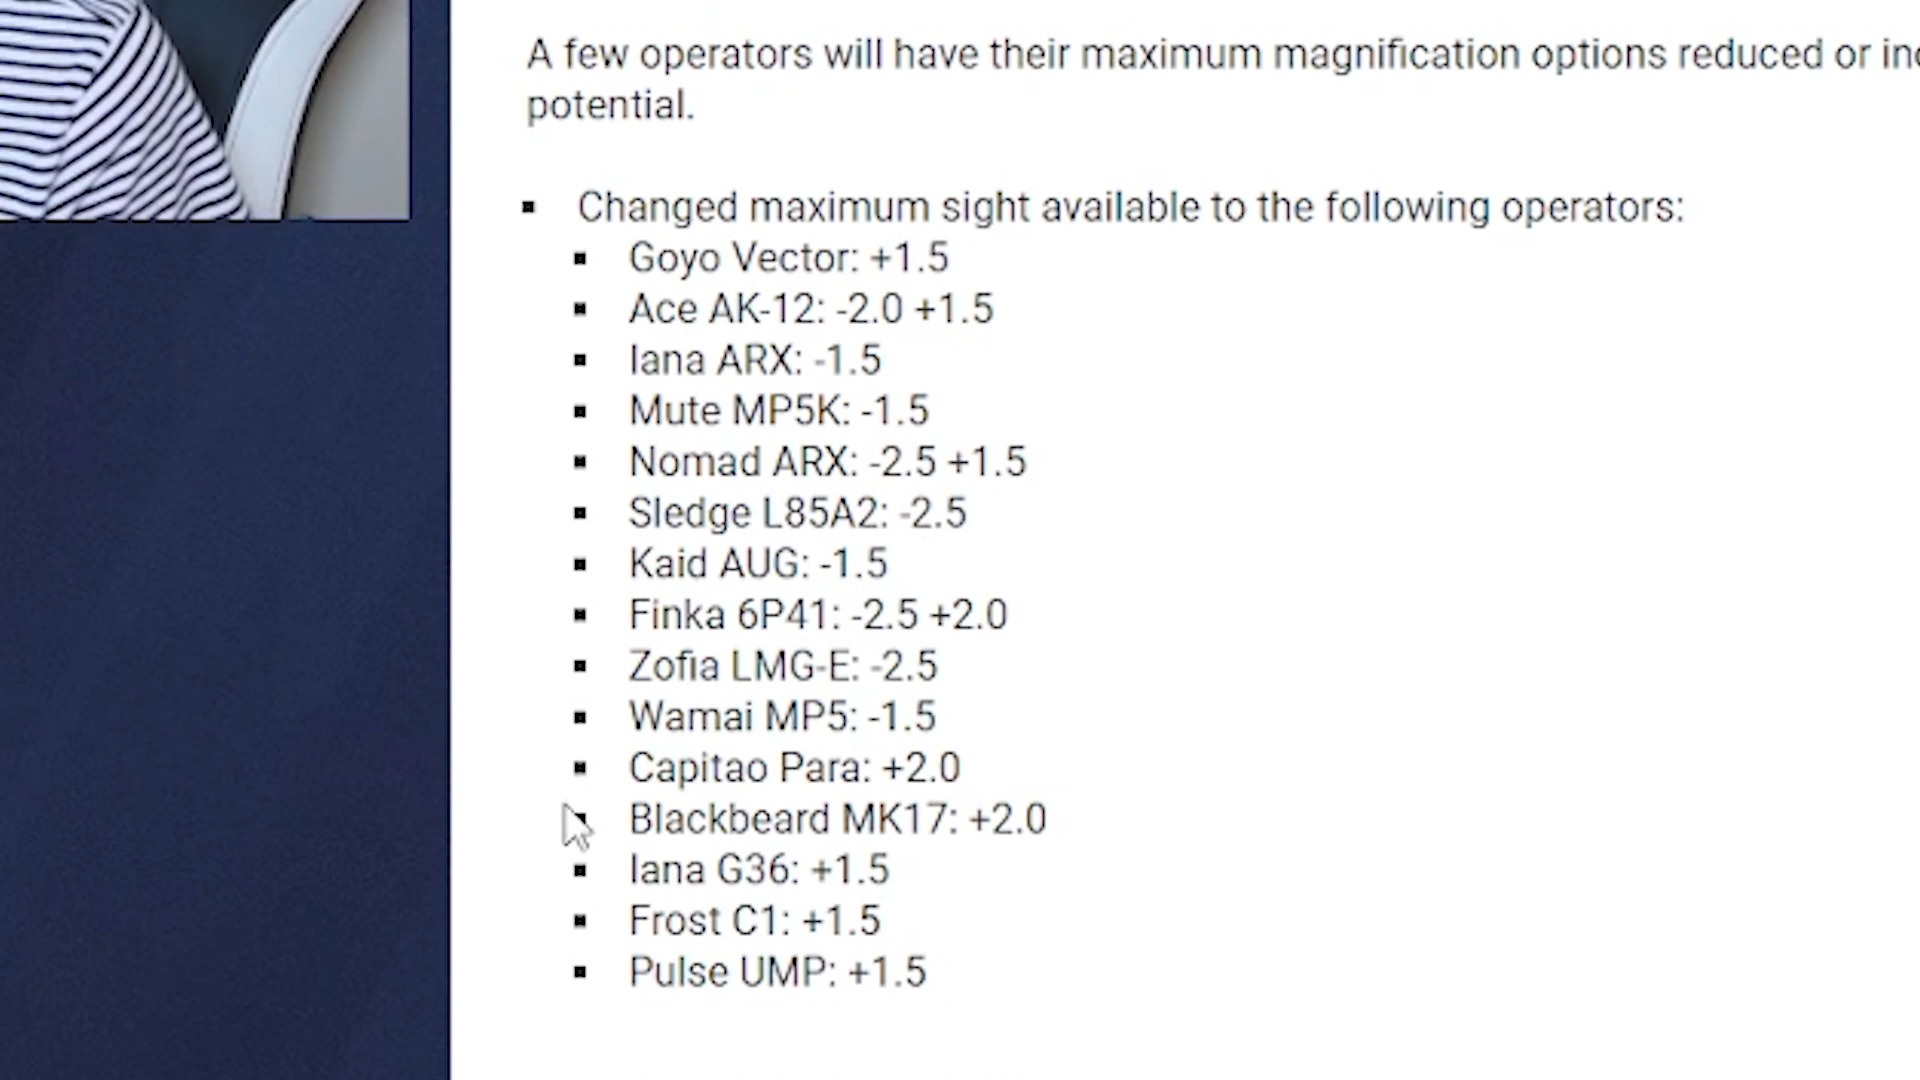 A few operators will have their maximum magnification options reduced or
potential.
Changed maximum sight available to the following operators:
Goyo Vector: +1.5
Ace AK-12: -2.0 +1.5
Iana ARX: -1.5
Mute MP5K: -1.5
Nomad ARX: -2.5 +1.5
Sledge L85A2: -2.5
Kaid AUG: -1.5
Finka 6P41: -2.5 +2.0
Zofia LMG-E: -2.5
Wamai MP5: -1.5
Capitao Para: +2.0
Blackbeard MK17: +2.0
Iana G36: +1.5
Frost C1: +1.5
Pulse UMP: +1.5